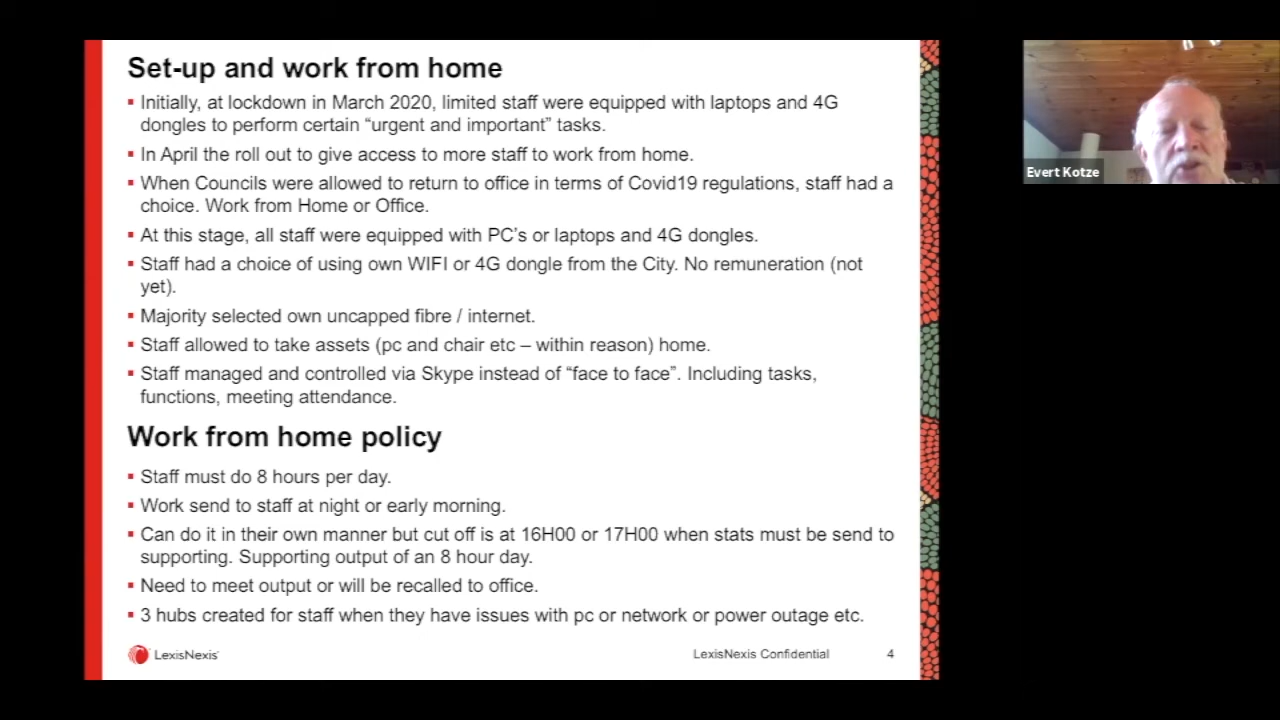 Set-up and work from home
▪ Initially, at lockdown in March 2020, limited staff were equipped with laptops and 4G
dongles to perform certain “urgent and important” tasks.
▪ In April the roll out to give access to more staff to work from home.
▪ When Councils were allowed to return to office in terms of Covid19 regulations, staff had a
choice. Work from Home or Office.
▪ At this stage, all staff were equipped with PC’s or laptops and 4G dongles.
▪ Staff had a choice of using own WIFI or 4G dongle from the City. No remuneration (not
yet).
▪ Majority selected own uncapped fibre / internet.
▪ Staff allowed to take assets (pc and chair etc – within reason) home.
▪ Staff managed and controlled via Skype instead of “face to face”. Including tasks,
functions, meeting attendance.
Work from home policy
▪ Staff must do 8 hours per day.
▪ Work send to staff at night or early morning.
▪ Can do it in their own manner but cut off is at 16H00 or 17H00 when stats must be send to
supporting. Supporting output of an 8 hour day.
▪ Need to meet output or will be recalled to office.
▪ 3 hubs created for staff when they have issues with pc or network or power outage etc.
LexisNexis
LexisNexis Confidential
4
Evert Kotze